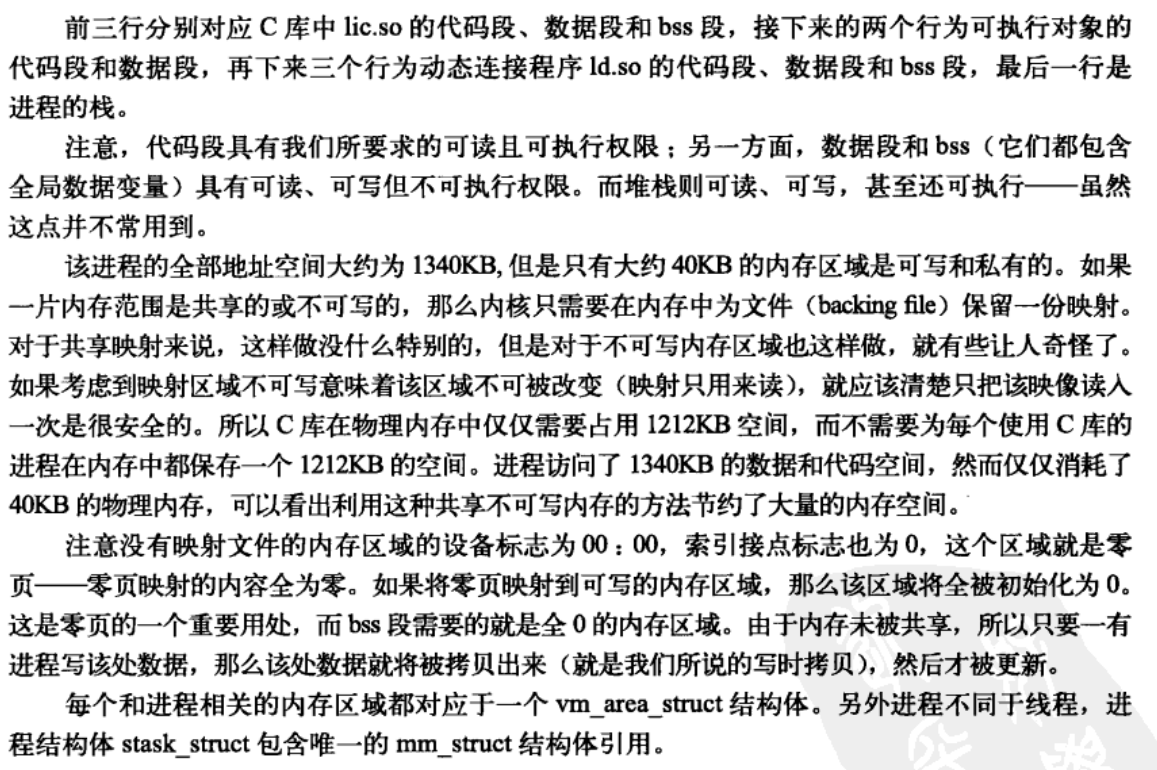 前三行分别对应 C 库中 lic.so 的代码段、数据段和 bss 段，接下来的两个行为可执行对象的
代码段和数据段，再下来三个行为动态连接程序 ld.so 的代码段、数据段和 bss 段，最后一行是
进程的栈。
注意，代码段具有我们所要求的可读且可执行权限；另一方面，数据段和 bss（它们都包含
全局数据变量）具有可读、可写但不可执行权限。而堆栈则可读、可写，甚至还可执行——虽然
这点并不常用到。
该进程的全部地址空间大约为 1340KB, 但是只有大约 40KB 的内存区域是可写和私有的。如果
一片内存范围是共享的或不可写的，那么内核只需要在内存中为文件（backing file）保留一份映射。
对于共享映射来说，这样做没什么特别的，但是对于不可写内存区域也这样做，就有些让人奇怪了。
如果考虑到映射区域不可写意味着该区域不可被改变（映射只用来读），就应该清楚只把该映像读入
一次是很安全的。所以 C 库在物理内存中仅仅需要占用 1212KB 空间，而不需要为每个使用 C 库的
进程在内存中都保存一个 1212KB 的空间。进程访问了 1340KB 的数据和代码空间，然而仅仅消耗了
40KB 的物理内存，可以看出利用这种共享不可写内存的方法节约了大量的内存空间。
注意没有映射文件的内存区域的设备标志为 00：00，索引接点标志也为 0，这个区域就是零
页——零页映射的内容全为零。如果将零页映射到可写的内存区域，那么该区域将全被初始化为 0。
这是零页的一个重要用处，而 bss 段需要的就是全 0 的内存区域。由于内存未被共享，所以只要一有
进程写该处数据，那么该处数据就将被拷贝出来（就是我们所说的写时拷贝），然后才被更新。
每个和进程相关的内存区域都对应于一个 vm_area_struct 结构体。另外进程不同于线程，进
程结构体 stask_struct 包含唯一的 mm_struct 结构体引用。